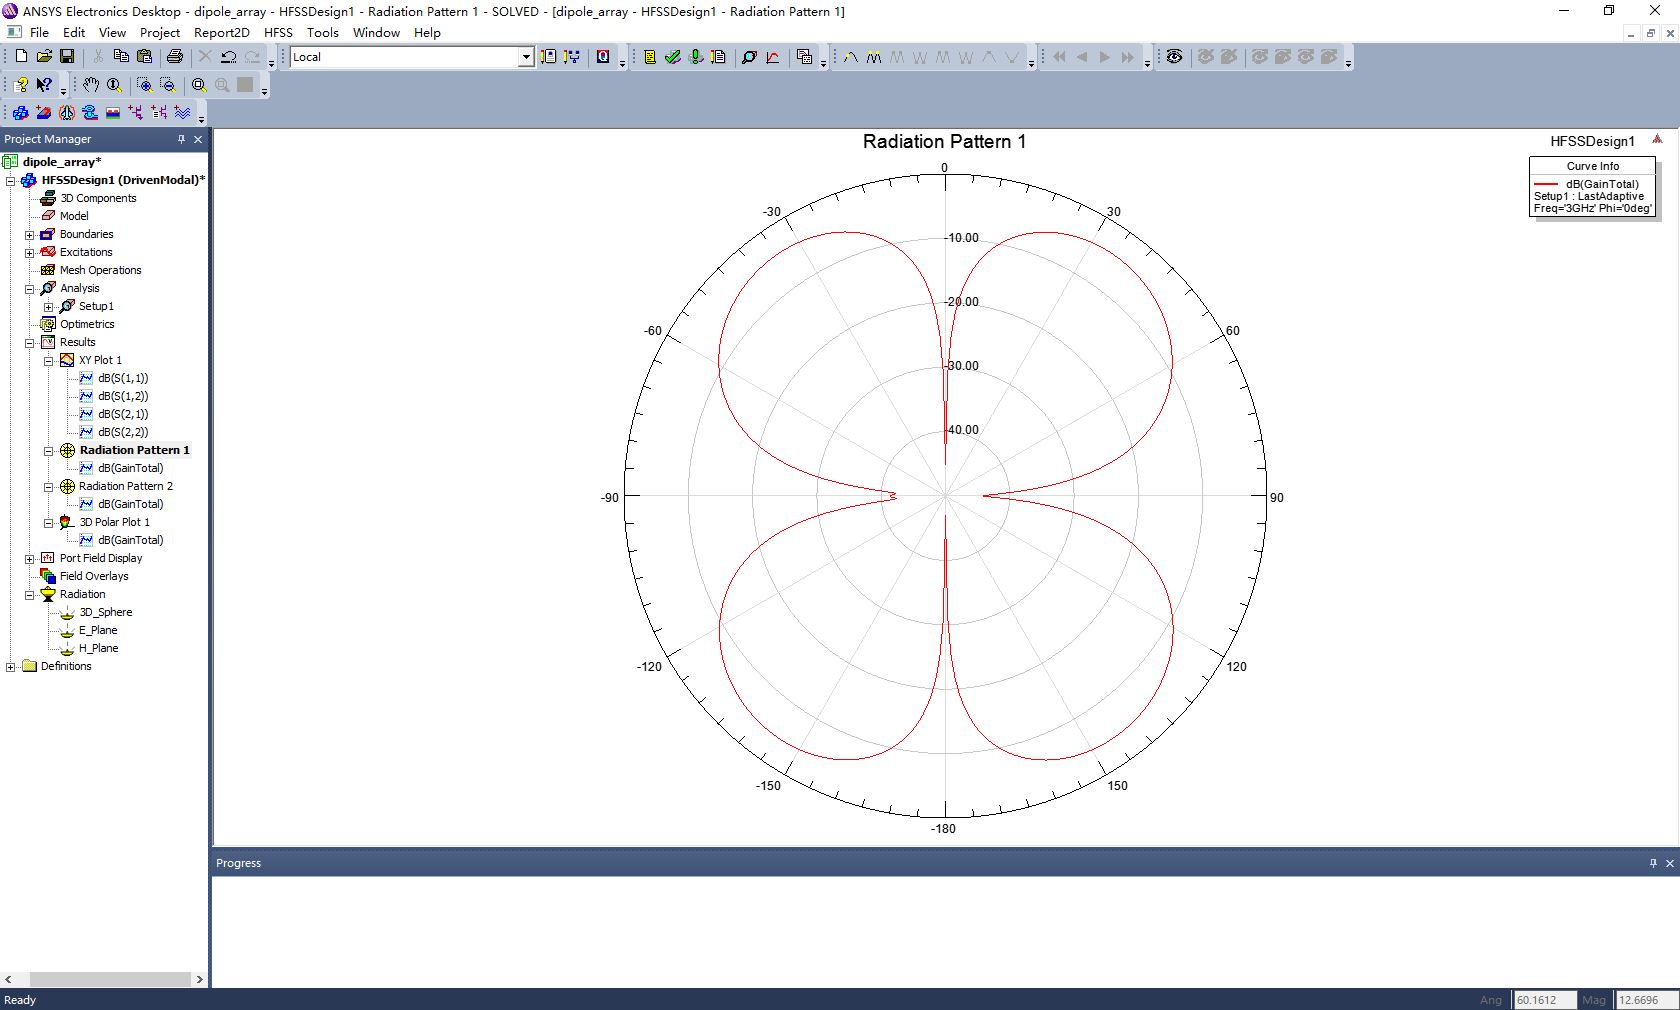 ANSYS Electronics Desktop - dipole_array - HFSSDesign1 - Radiation Pattern 1 - SOLVED - [dipole_array - HFSSDesign1 - Radiation Pattern 1]
File Edit View Project Report2D HFSS Tools Window Help
Local
Project Manager
dipole_array*
HFSSDesign1 (DrivenModal)*
3D Components
Model
Boundaries
Excitations
Mesh Operations
Analysis
Setup1
Optimetrics
Results
XY Plot 1
dB(S(1,1))
dB(S(1,2))
dB(S(2,1))
dB(S(2,2))
Radiation Pattern 1
dB(GainTotal)
Radiation Pattern 2
dB(GainTotal)
3D Polar Plot 1
dB(GainTotal)
Port Field Display
Field Overlays
Radiation
3D_Sphere
E_Plane
H_Plane
Definitions
Radiation Pattern 1
HFSSDesign1
Curve Info
dB(GainTotal)
Setup1 : LastAdaptive
Freq='3GHz' Phi='0deg'
0
-30
30
-10.00
-20.00
-60
60
-30.00
-40.00
-90
90
-120
120
-150
150
-180
Progress
Ready
Ang 60.1612 Mag 12.6696